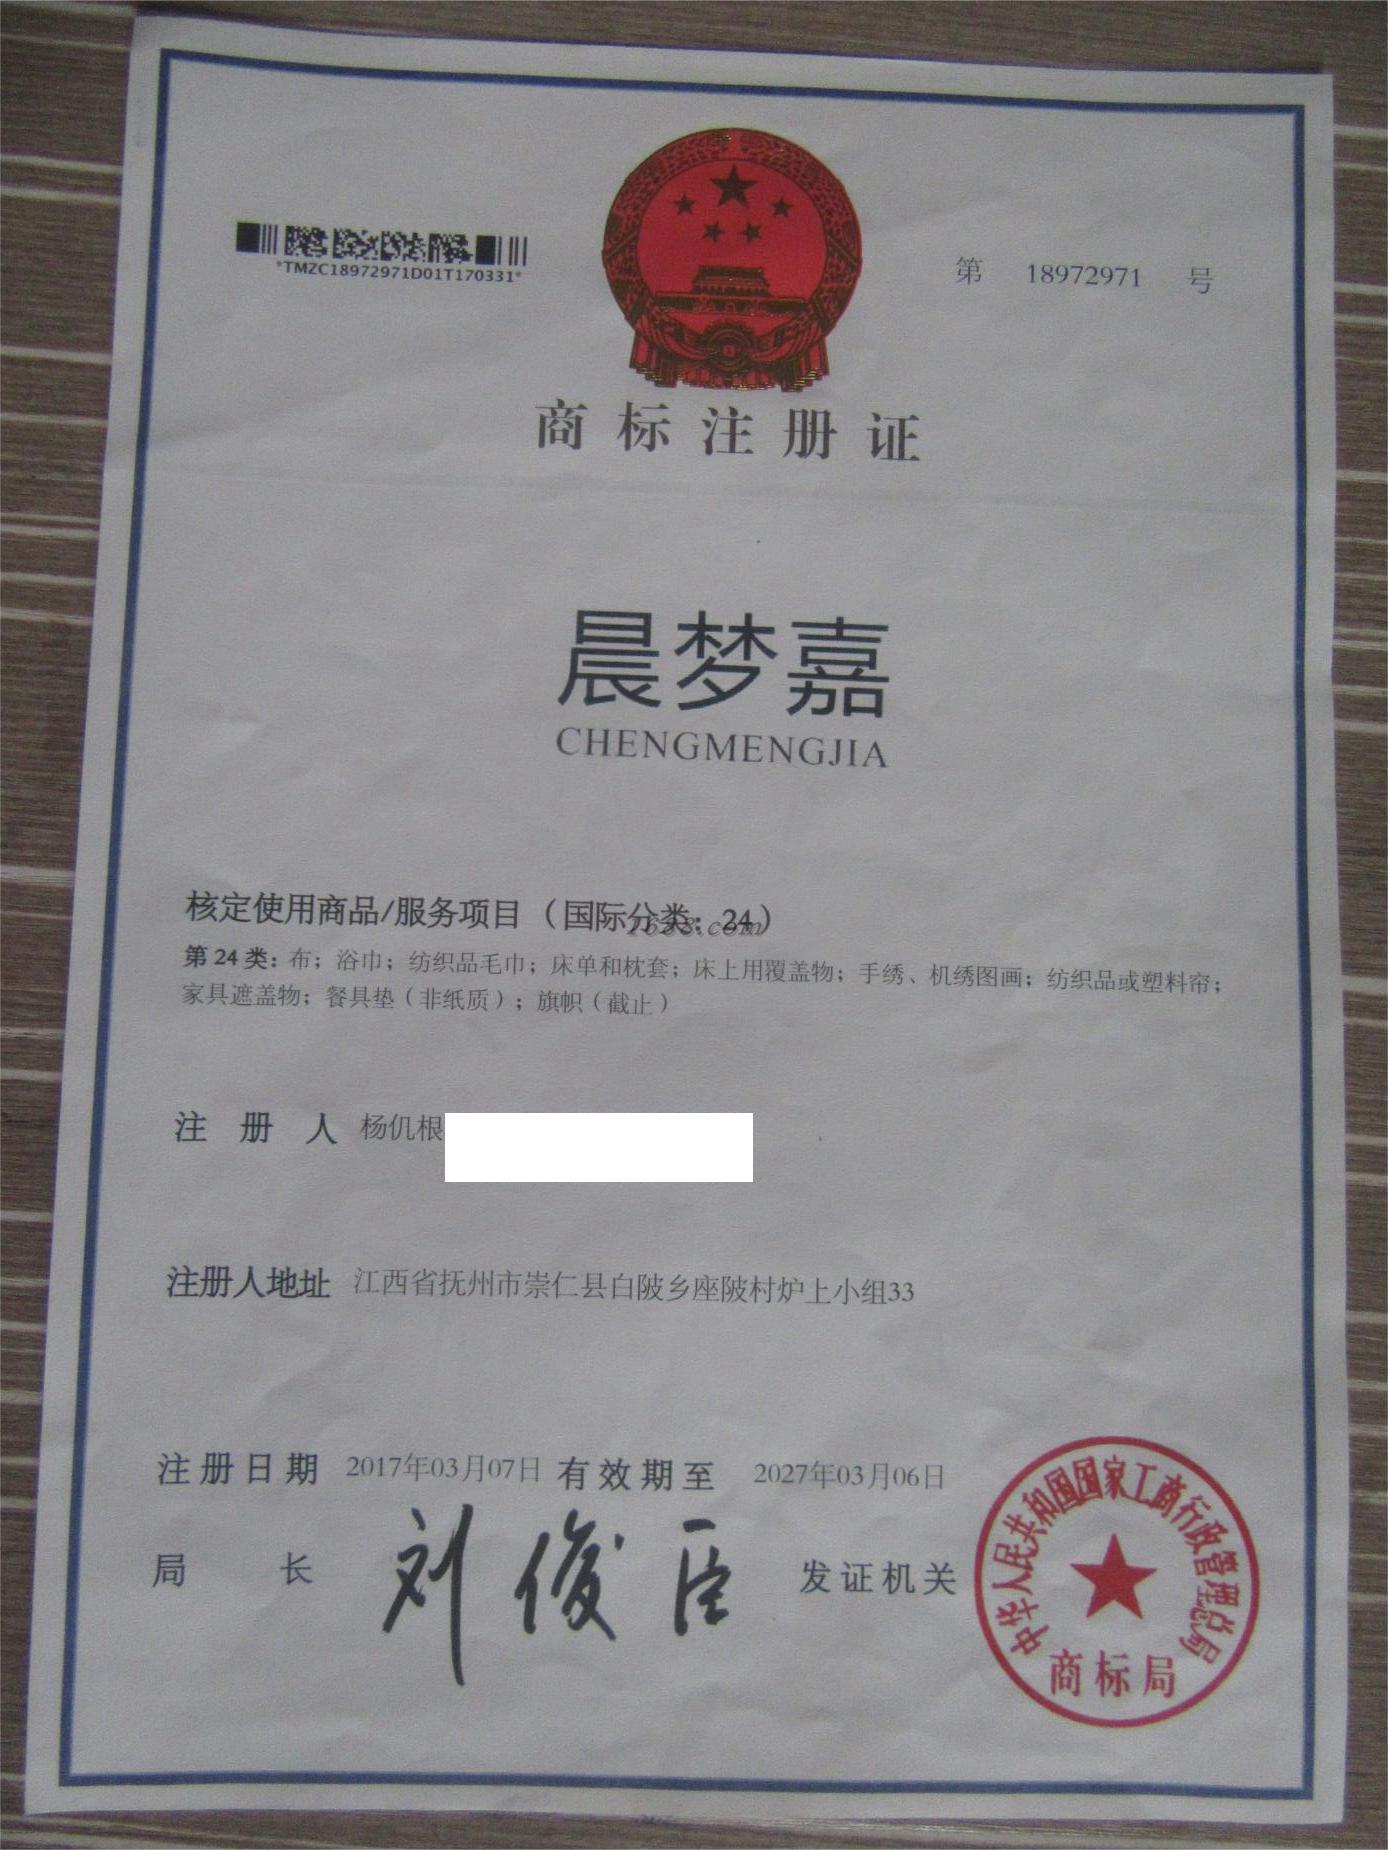 *TMZC18972971D01T170331*
第 18972971 号
商标注册证
晨梦嘉
CHENGMENGJIA
核定使用商品/服务项目（国际分类：24）
1688.com
第24类：布；浴巾；纺织品毛巾；床单和枕套；床上用覆盖物；手绣、机绣图画；纺织品或塑料帘；
家具遮盖物；餐具垫（非纸质）；旗帜（截止）
注册人 杨仉根
注册人地址 江西省抚州市崇仁县白陂乡座陂村炉上小组33
注册日期 2017年03月07日 有效期至 2027年03月06日
局长 刘俊臣 发证机关
中华人民共和国国家工商行政管理总局
商标局